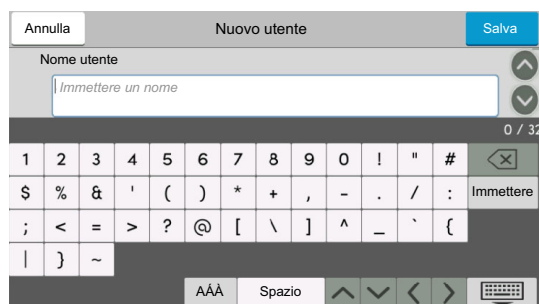 Annulla Nuovo utente Salva
Nome utente
Immettere un nome
0 / 32
1 2 3 4 5 6 7 8 9 0 ! " #
$ % & ' ( ) * + , - . / : Immettere
; < = > ? @ [ \ ] ^ _ ` {
| } ~
AÁÀ Spazio